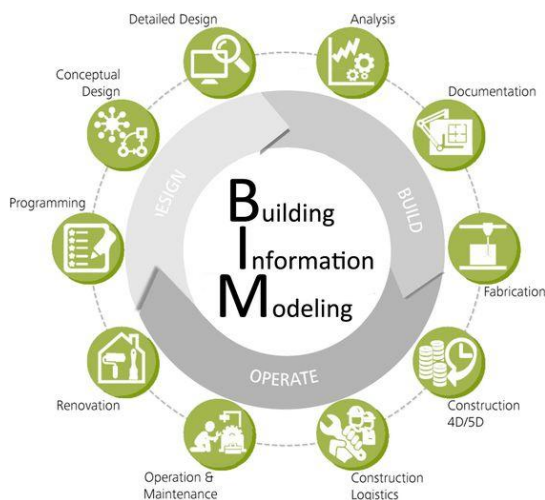 Detailed Design
Analysis
Conceptual
Design
Documentation
Programming
DESIGN
BUILD
Building
Information
Modeling
Fabrication
OPERATE
Renovation
Construction
4D/5D
Operation &
Maintenance
Construction
Logistics